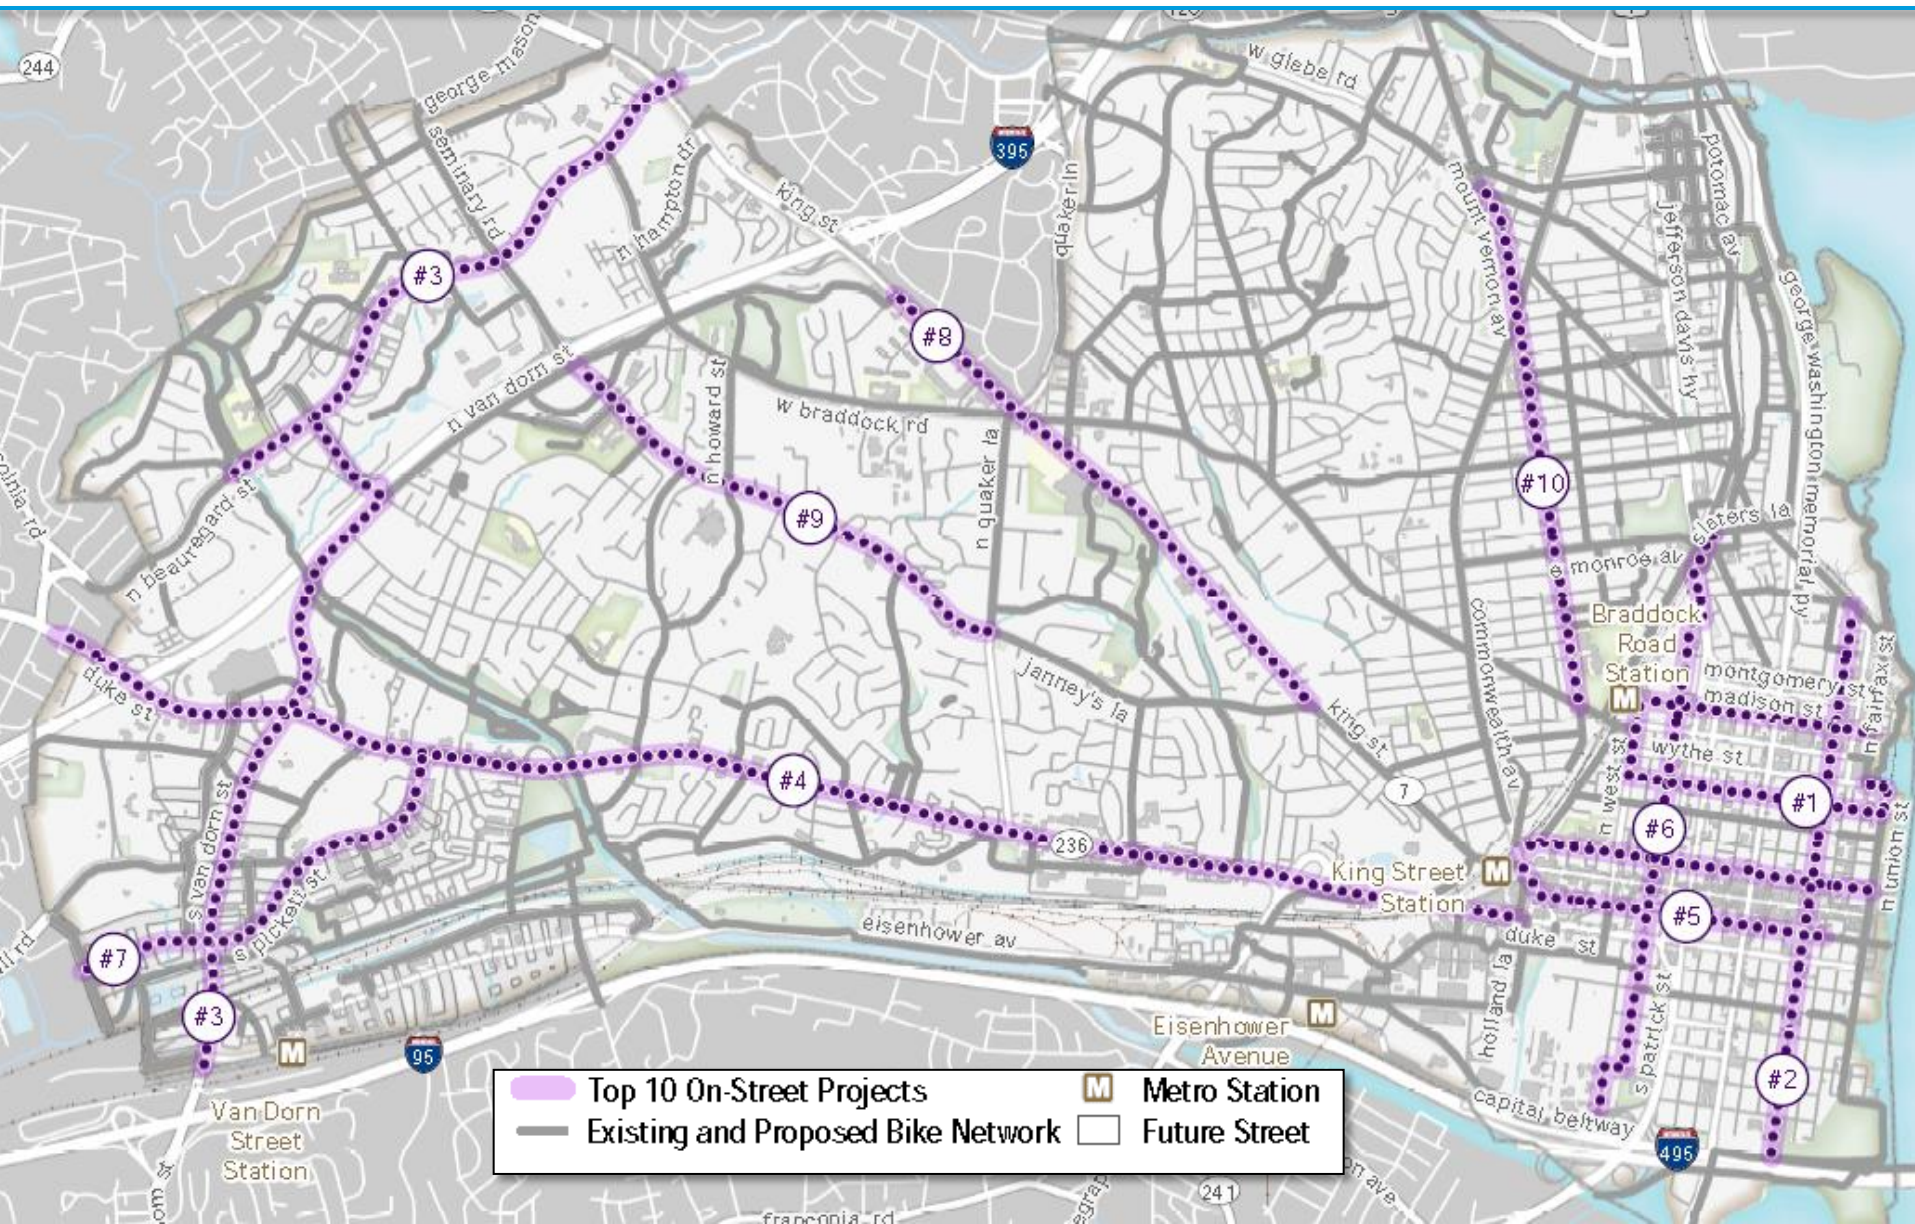 244
george mason
seminary rd
n hampton dr
king st
395
quaker ln
w glebe rd
mount vernon av
jefferson davis hy
potomac av
george washington memorial py
#3
#8
n van dorn st
n howard st
w braddock rd
n quaker la
#9
#10
n beauregard st
slaters la
e monroe av
commonwealth av
Braddock
Road
Station
M
montgomery st
madison st
n fairfax st
duke st
janney's la
king st
7
wythe st
n west st
#1
#6
#4
236
n union st
King Street
Station
M
#5
s van dorn st
s pickett st
eisenhower av
duke st
#7
#3
M
95
Eisenhower
Avenue
M
holland la
s patrick st
#2
capital beltway
495
Van Dorn
Street
Station
Top 10 On-Street Projects
M Metro Station
Existing and Proposed Bike Network
Future Street
241
franconia rd